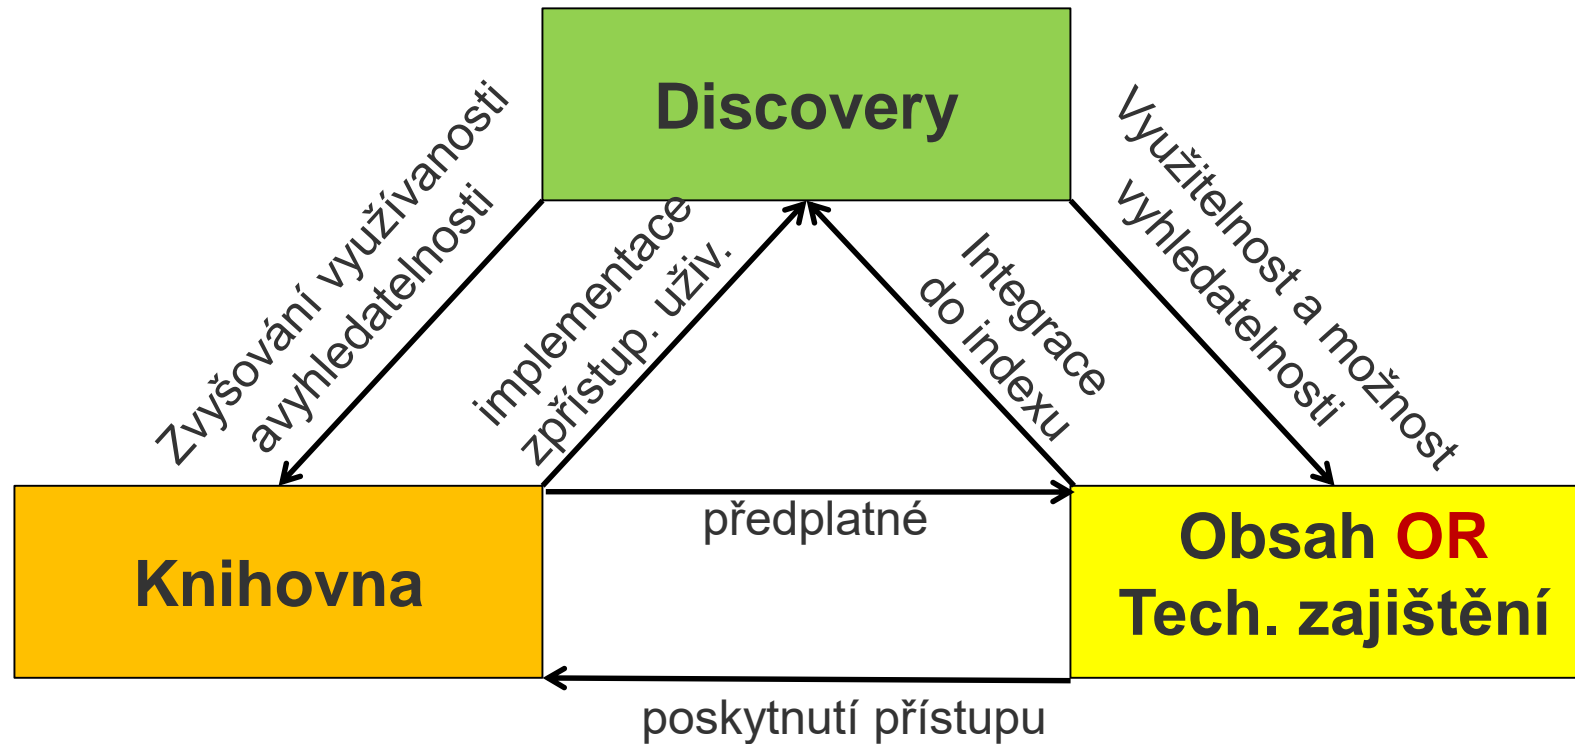 Discovery
Zvyšování využívanosti
avyhledatelnosti
implementace
zpřístup. uživ.
Integrace
do indexu
Využitelnost a možnost
vyhledatelnosti
předplatné
Knihovna
Obsah OR
Tech. zajištění
poskytnutí přístupu